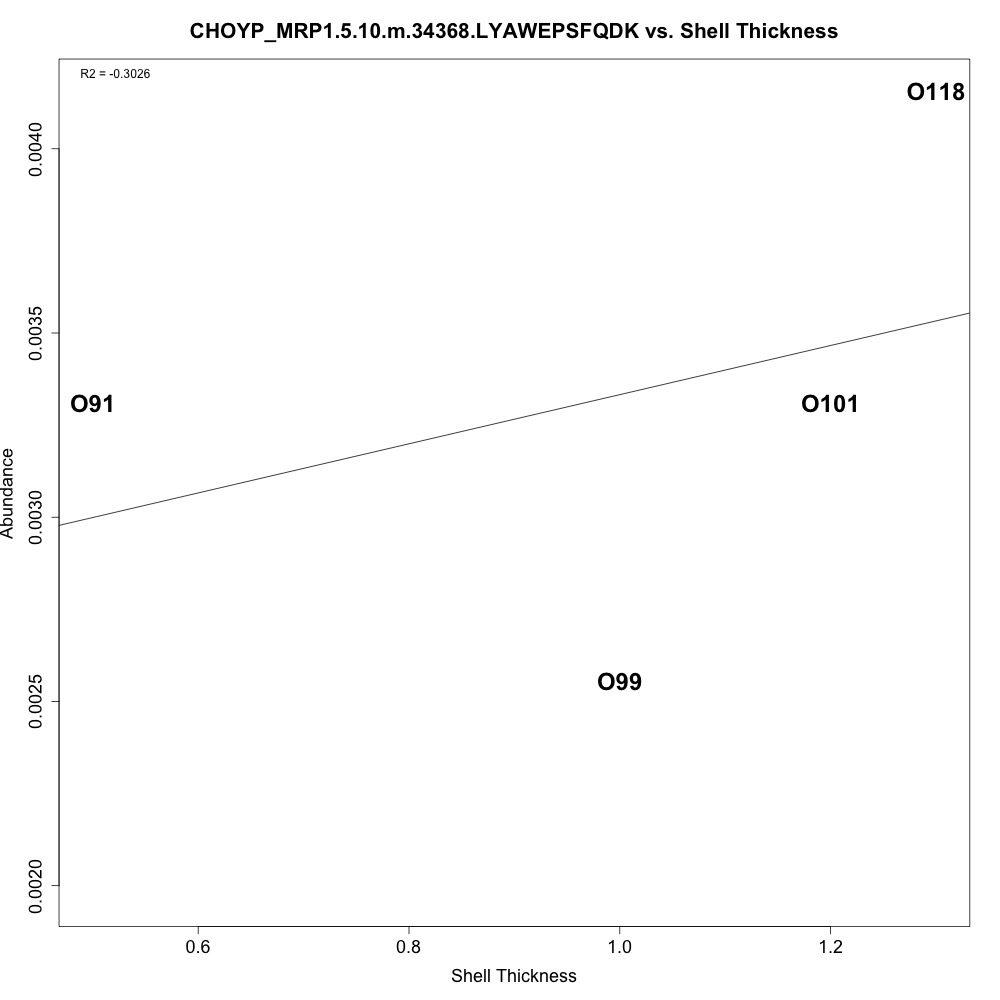 CHOYP_MRP1.5.10.m.34368.LYAWEPSFQDK vs. Shell Thickness
R2 = -0.3026
O118
0.0040
0.0035
O91
O101
Abundance
0.0030
O99
0.0025
0.0020
0.6
0.8
1.0
1.2
Shell Thickness